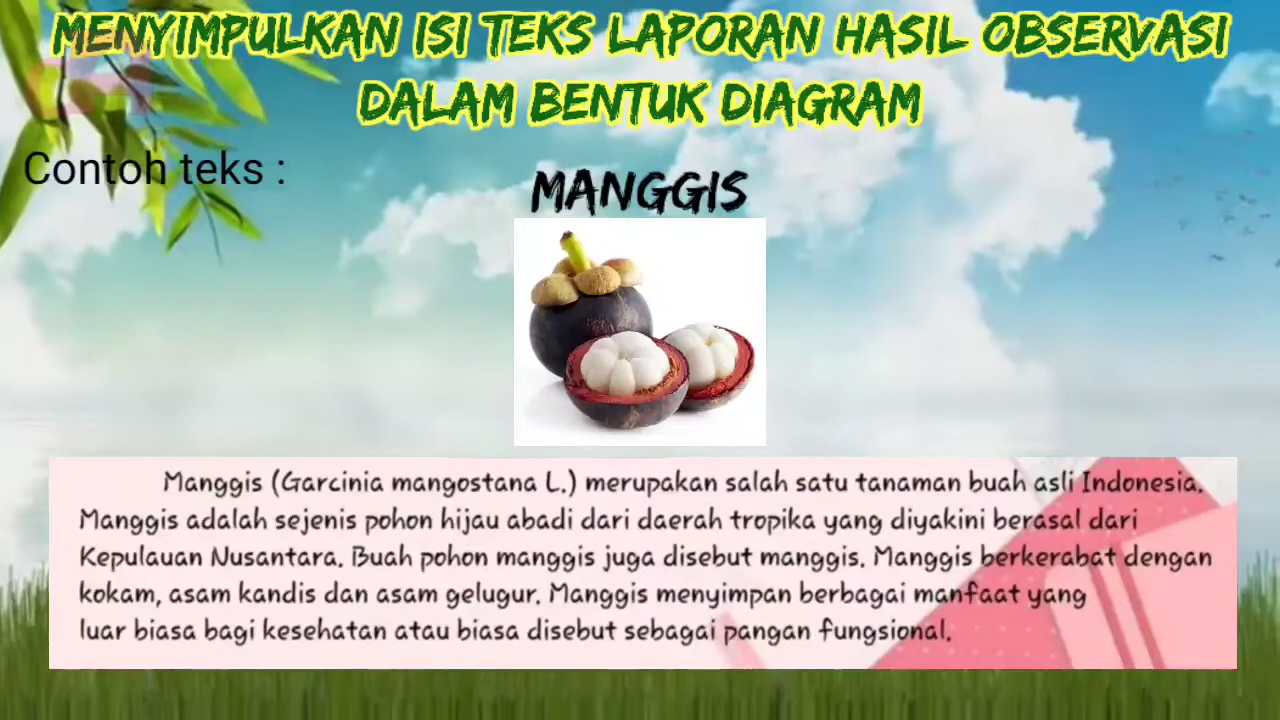 MENYIMPULKAN ISI TEKS LAPORAN HASIL OBSERVASI
DALAM BENTUK DIAGRAM
Contoh teks :
MANGGIS
Manggis (Garcinia mangostana L.) merupakan salah satu tanaman buah asli Indonesia.
Manggis adalah sejenis pohon hijau abadi dari daerah tropika yang diyakini berasal dari
Kepulauan Nusantara. Buah pohon manggis juga disebut manggis. Manggis berkerabat dengan
kokam, asam kandis dan asam gelugur. Manggis menyimpan berbagai manfaat yang
luar biasa bagi kesehatan atau biasa disebut sebagai pangan fungsional.